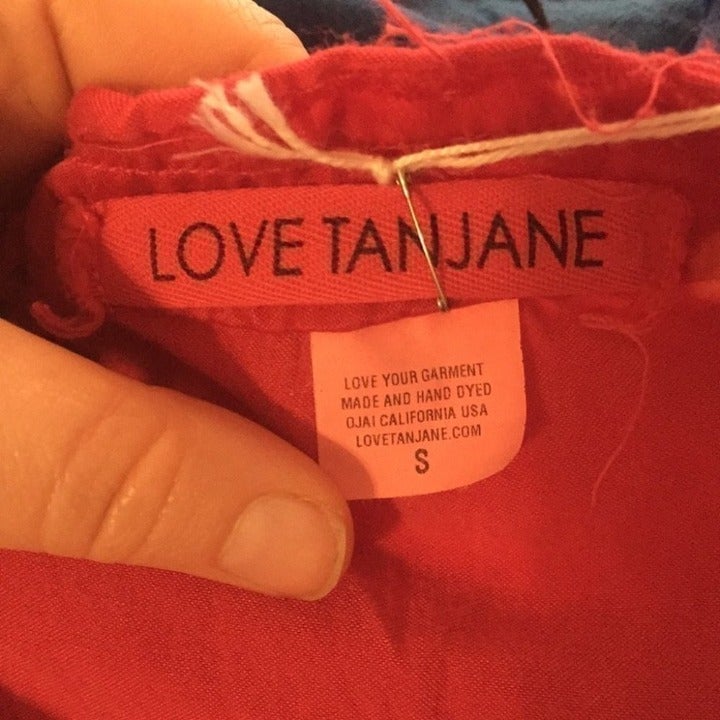 LOVE TANJANE
LOVE YOUR GARMENT
MADE AND HAND DYED
OJAI CALIFORNIA USA
LOVETANJANE.COM
S